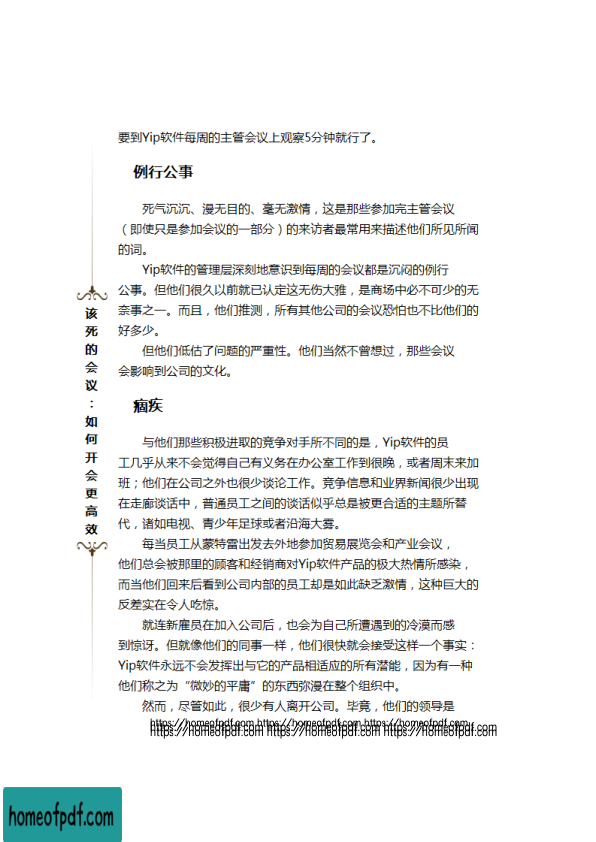 要到Yip软件每周的主管会议上观察5分钟就行了。
例行公事
死气沉沉、漫无目的、毫无激情，这是那些参加完主管会议
（即使只是参加会议的一部分）的来访者最常用来描述他们所见所闻
的词。
Yip软件的管理层深刻地意识到每周的会议都是沉闷的例行
公事。但他们很久以前就已认定这无伤大雅，是商场中必不可少的无
奈事之一。而且，他们推测，所有其他公司的会议恐怕也不比他们的
好多少。
但他们低估了问题的严重性。他们当然不曾想过，那些会议
会影响到公司的文化。
痼疾
与他们那些积极进取的竞争对手所不同的是，Yip软件的员
工几乎从来不会觉得自己有义务在办公室工作到很晚，或者周末来加
班；他们在公司之外也很少谈论工作。竞争信息和业界新闻很少出现
在走廊谈话中，普通员工之间的谈话似乎总是被更合适的主题所替
代，诸如电视、青少年足球或者沿海大雾。
每当员工从蒙特雷出发去外地参加贸易展览会和产业会议，
他们总会被那里的顾客和经销商对Yip软件产品的极大热情所感染，
而当他们回来后看到公司内部的员工却是如此缺乏激情，这种巨大的
反差实在令人吃惊。
就连新雇员在加入公司后，也会为自己所遭遇到的冷漠而感
到惊讶。但就像他们的同事一样，他们很快就会接受这样一个事实：
Yip软件永远不会发挥出与它的产品相适应的所有潜能，因为有一种
他们称之为“微妙的平庸”的东西弥漫在整个组织中。
然而，尽管如此，很少有人离开公司。毕竟，他们的领导是
该死的会议：如何开会更高效
https://homeofpdf.com https://homeofpdf.com https://homeofpdf.com
https://homeofpdf.com https://homeofpdf.com https://homeofpdf.com
homeofpdf.com